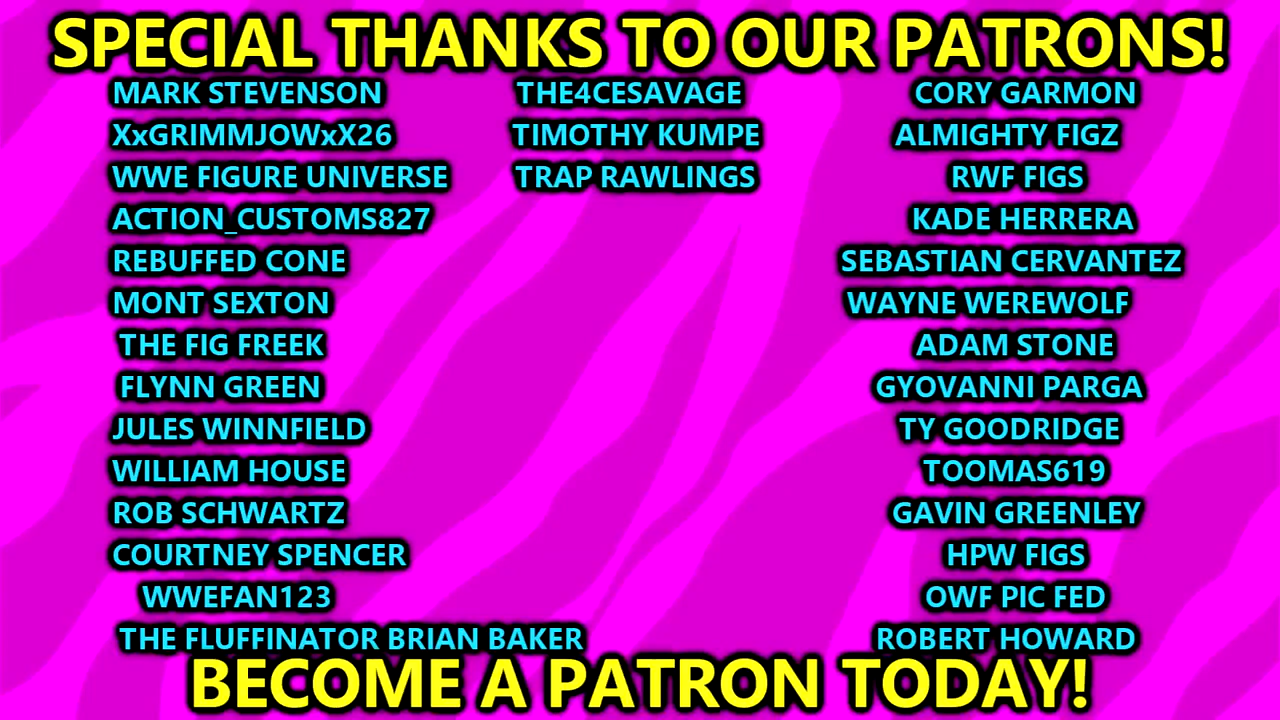 SPECIAL THANKS TO OUR PATRONS!
MARK STEVENSON
XxGRIMMJOWxX26
WWE FIGURE UNIVERSE
ACTION_CUSTOMS827
REBUFFED CONE
MONT SEXTON
THE FIG FREEK
FLYNN GREEN
JULES WINNFIELD
WILLIAM HOUSE
ROB SCHWARTZ
COURTNEY SPENCER
WWEFAN123
THE FLUFFINATOR BRIAN BAKER
THE4CESAVAGE
TIMOTHY KUMPE
TRAP RAWLINGS
CORY GARMON
ALMIGHTY FIGZ
RWF FIGS
KADE HERRERA
SEBASTIAN CERVANTEZ
WAYNE WEREWOLF
ADAM STONE
GYOVANNI PARGA
TY GOODRIDGE
TOOMAS619
GAVIN GREENLEY
HPW FIGS
OWF PIC FED
ROBERT HOWARD
BECOME A PATRON TODAY!